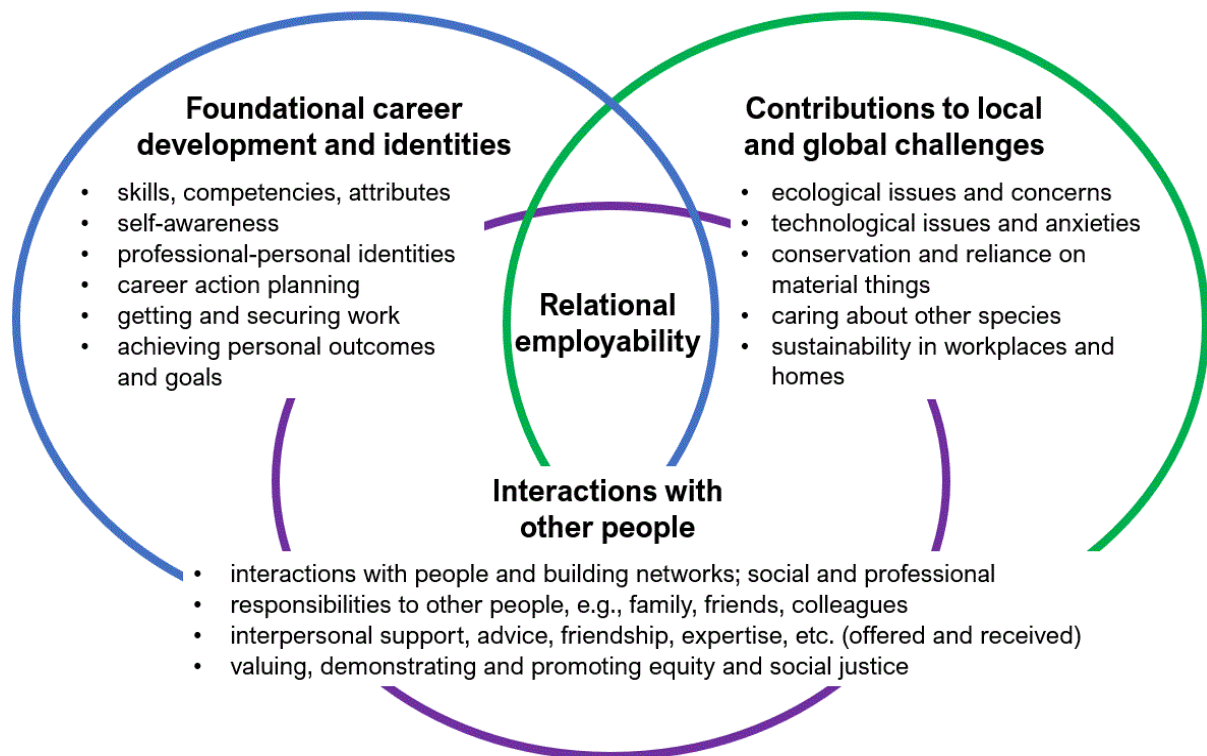 Foundational career
development and identities
• skills, competencies, attributes
• self-awareness
• professional-personal identities
• career action planning
• getting and securing work
• achieving personal outcomes
and goals
Contributions to local
and global challenges
• ecological issues and concerns
• technological issues and anxieties
• conservation and reliance on
material things
• caring about other species
• sustainability in workplaces and
homes
Relational
employability
Interactions with
other people
• interactions with people and building networks; social and professional
• responsibilities to other people, e.g., family, friends, colleagues
• interpersonal support, advice, friendship, expertise, etc. (offered and received)
• valuing, demonstrating and promoting equity and social justice